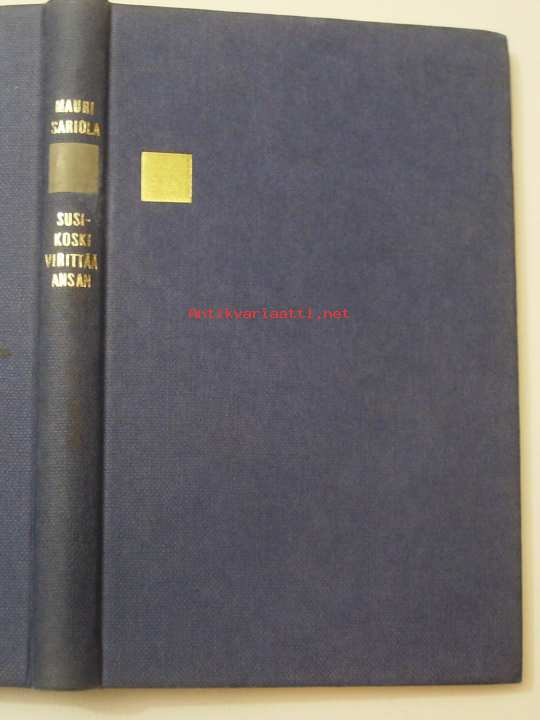 MAURI
SARIOLA
SUSI-
KOSKI
VIRITTÄÄ
ANSAN
Antikvariaatti.net